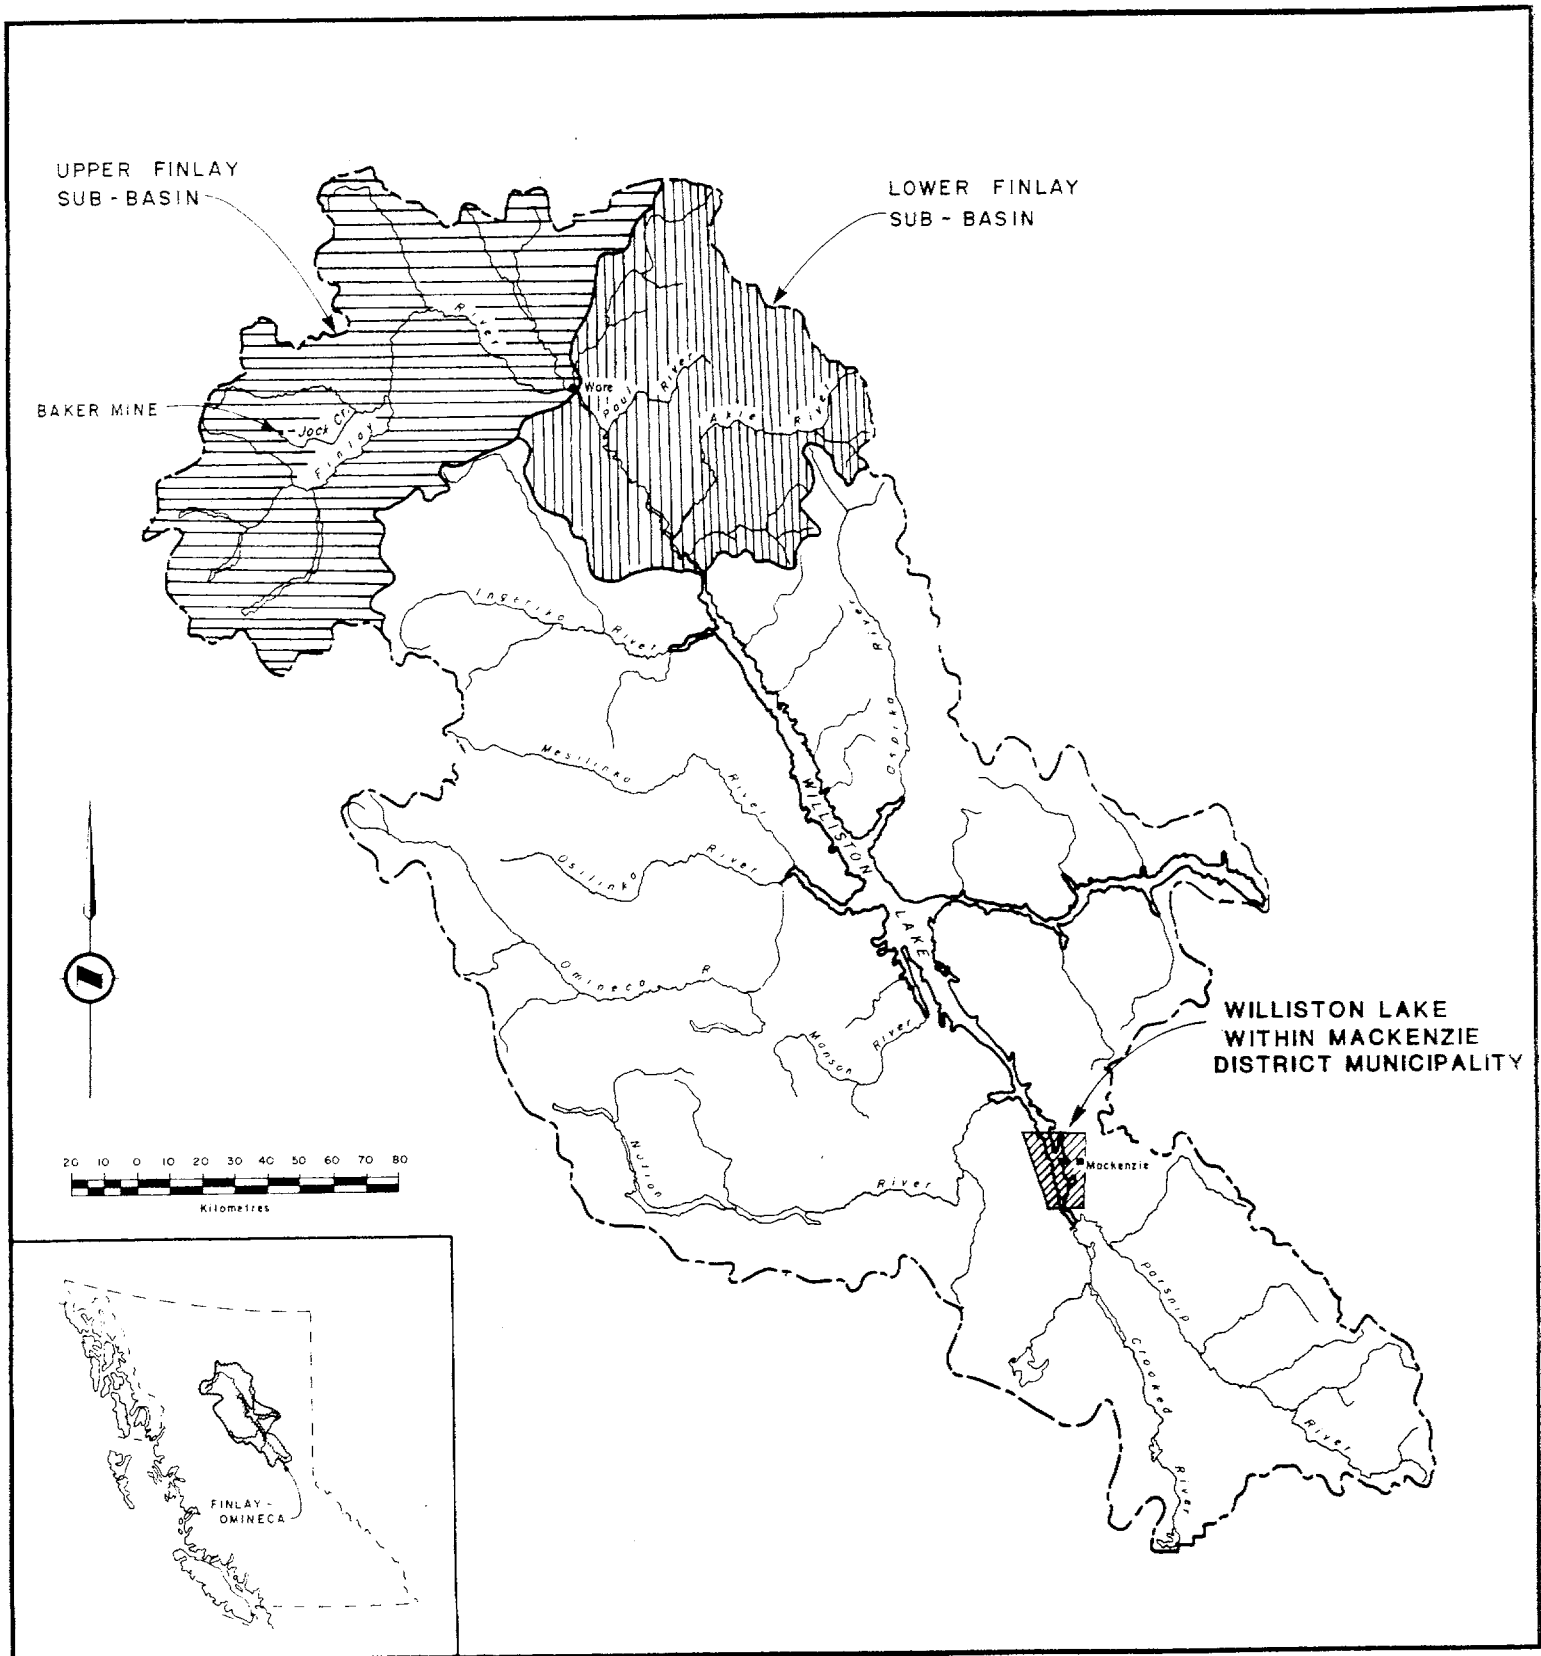 UPPER FINLAY
SUB-BASIN
LOWER FINLAY
SUB-BASIN
River
Ware
Paul River
Akie River
BAKER MINE
Jock Cr.
Finlay
Ingenika River
Ospika River
Mesilinka River
WILLISTON LAKE
Osilinka River
Omineca R
Manson River
WILLISTON LAKE
WITHIN MACKENZIE
DISTRICT MUNICIPALITY
Mackenzie
Nation River
20 10 0 10 20 30 40 50 60 70 80
Kilometres
Parsnip River
Crooked River
FINLAY-
OMINECA